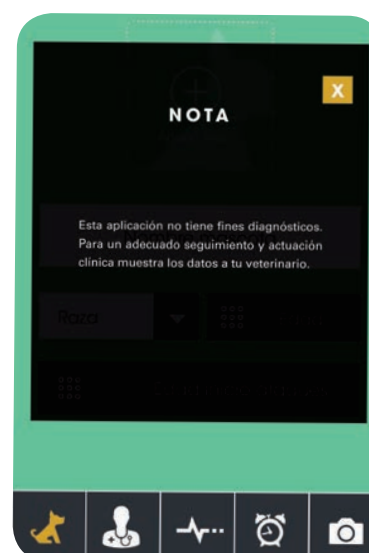 X
NOTA
Esta aplicación no tiene fines diagnósticos.
Para un adecuado seguimiento y actuación
clínica muestra los datos a tu veterinario.
Raza